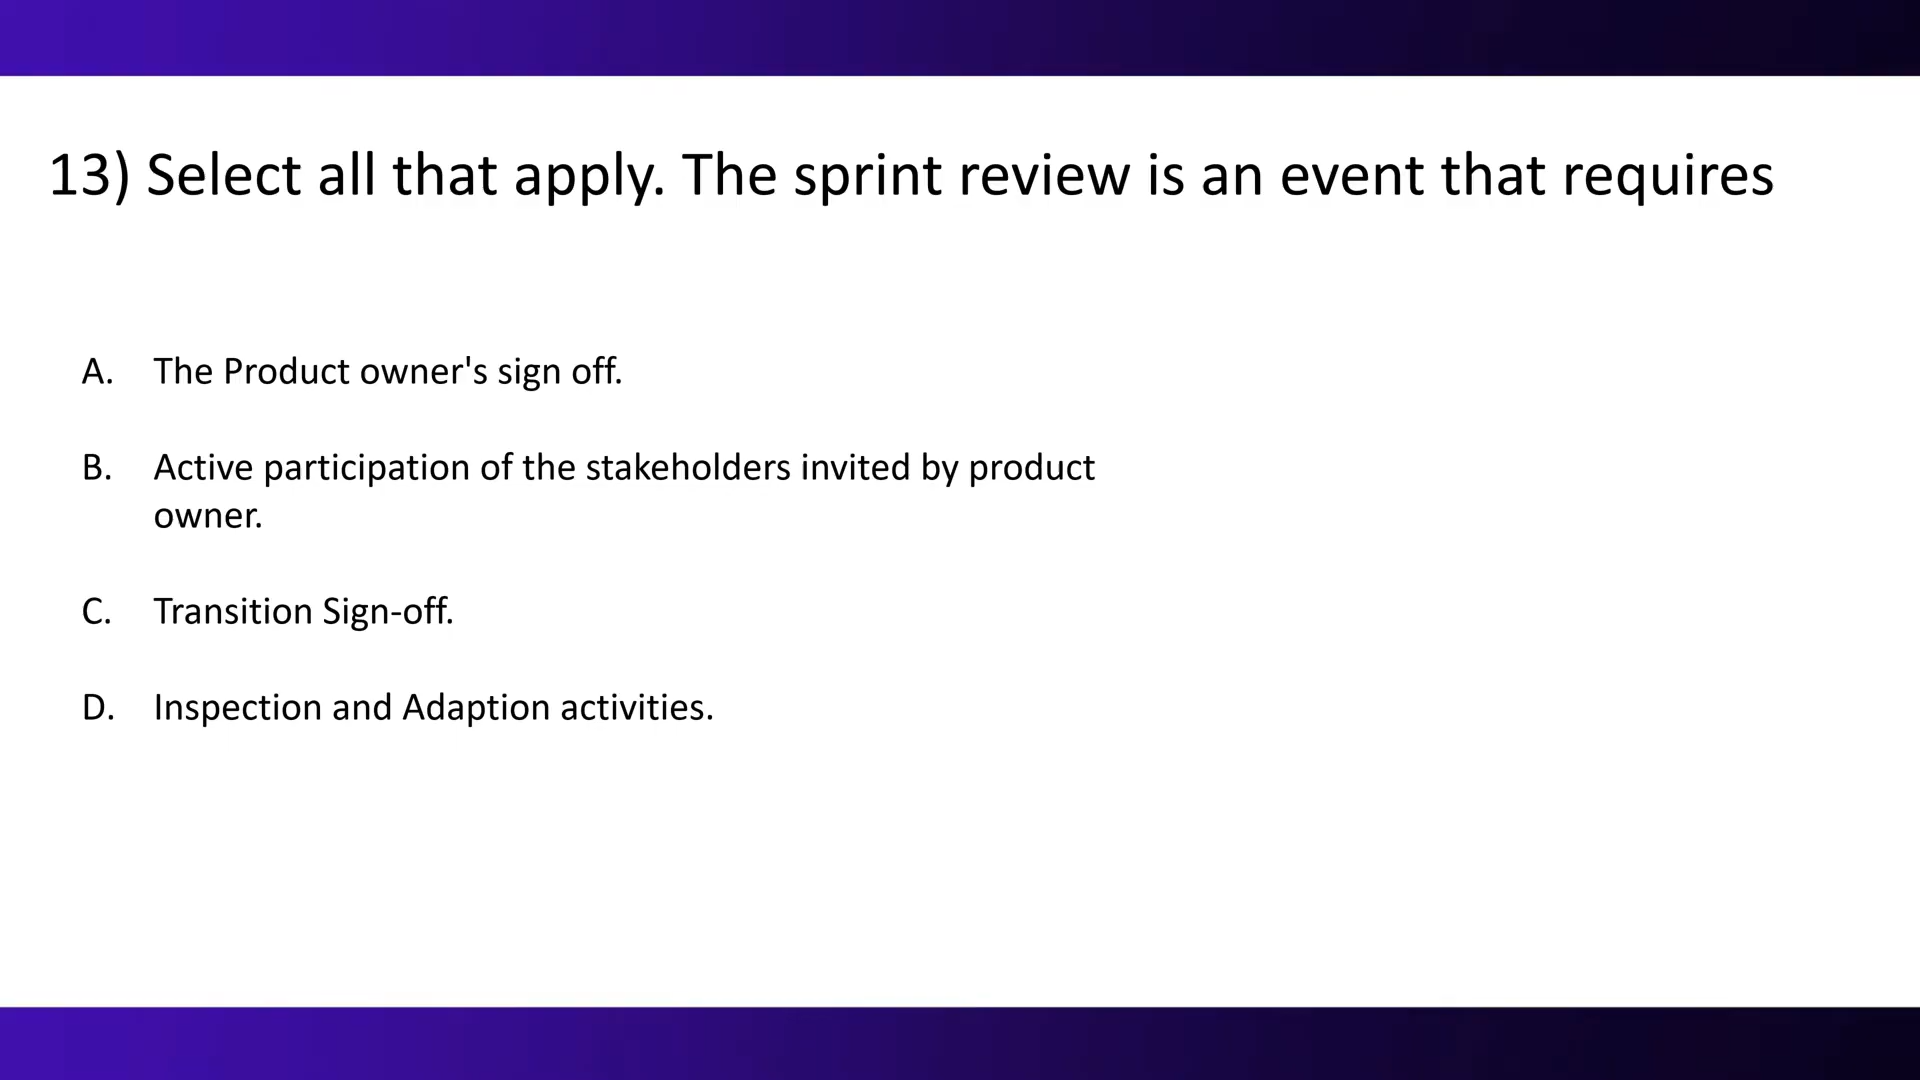 13) Select all that apply. The sprint review is an event that requires
A. The Product owner's sign off.
B. Active participation of the stakeholders invited by product
owner.
C. Transition Sign-off.
D. Inspection and Adaption activities.